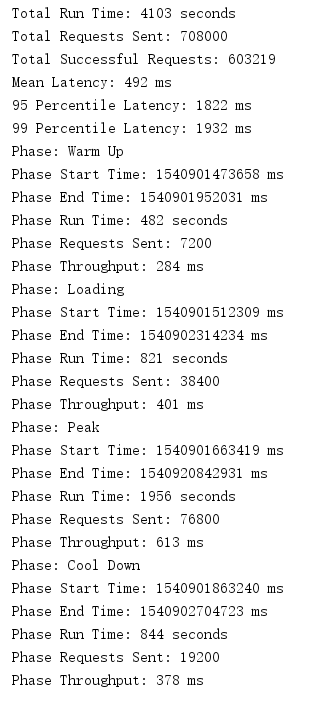 Total Run Time: 4103 seconds
Total Requests Sent: 708000
Total Successful Requests: 603219
Mean Latency: 492 ms
95 Percentile Latency: 1822 ms
99 Percentile Latency: 1932 ms
Phase: Warm Up
Phase Start Time: 1540901473658 ms
Phase End Time: 1540901952031 ms
Phase Run Time: 482 seconds
Phase Requests Sent: 7200
Phase Throughput: 284 ms
Phase: Loading
Phase Start Time: 1540901512309 ms
Phase End Time: 1540902314234 ms
Phase Run Time: 821 seconds
Phase Requests Sent: 38400
Phase Throughput: 401 ms
Phase: Peak
Phase Start Time: 1540901663419 ms
Phase End Time: 1540920842931 ms
Phase Run Time: 1956 seconds
Phase Requests Sent: 76800
Phase Throughput: 613 ms
Phase: Cool Down
Phase Start Time: 1540901863240 ms
Phase End Time: 1540902704723 ms
Phase Run Time: 844 seconds
Phase Requests Sent: 19200
Phase Throughput: 378 ms